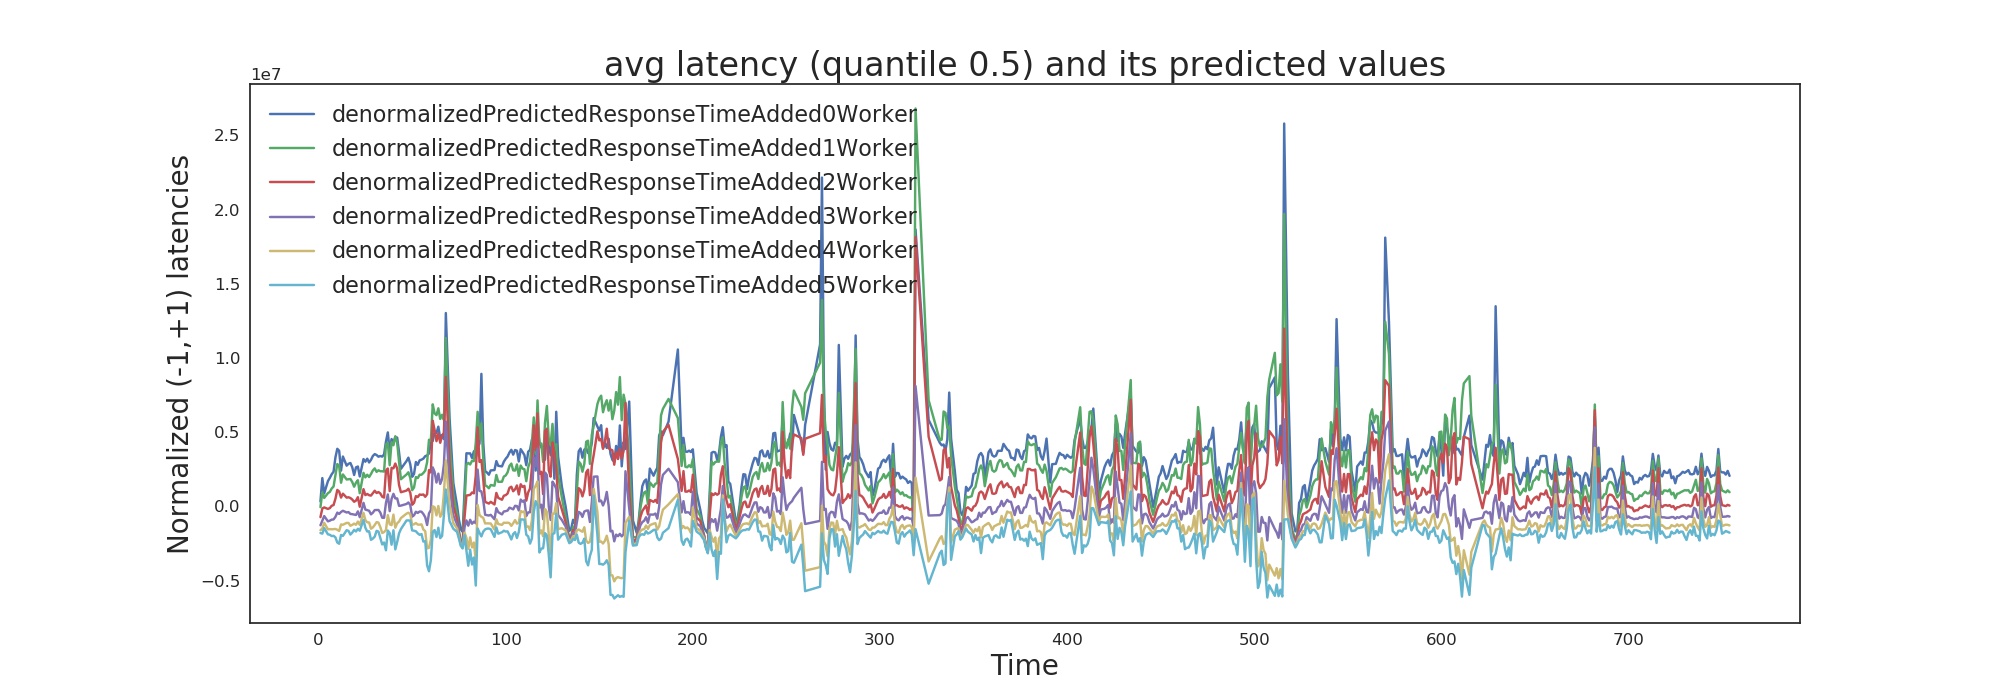 avg latency (quantile 0.5) and its predicted values
1e7
denormalizedPredictedResponseTimeAdded0Worker
denormalizedPredictedResponseTimeAdded1Worker
denormalizedPredictedResponseTimeAdded2Worker
denormalizedPredictedResponseTimeAdded3Worker
denormalizedPredictedResponseTimeAdded4Worker
denormalizedPredictedResponseTimeAdded5Worker
Normalized (-1,+1) latencies
2.5
2.0
1.5
1.0
0.5
0.0
−0.5
0 100 200 300 400 500 600 700
Time